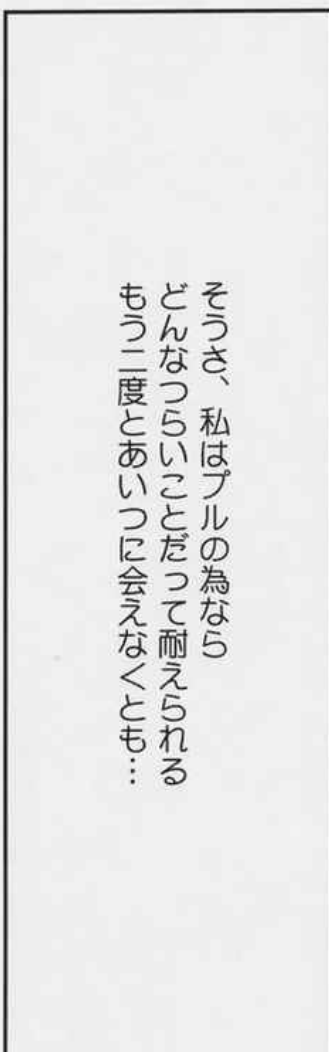 そうさ、私はプルの為なら
どんなつらいことだって耐えられる
もう二度とあいつに会えなくとも…